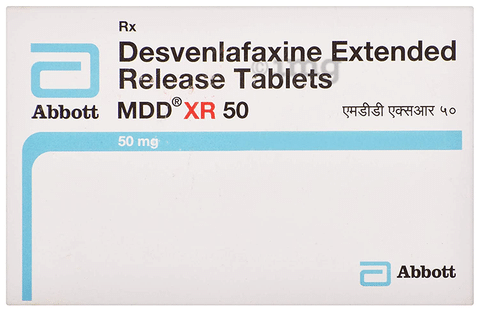 Rx
Desvenlafaxine Extended
Release Tablets
Abbott
MDD® XR 50
एमडीडी एक्सआर ५०
50 mg
Abbott